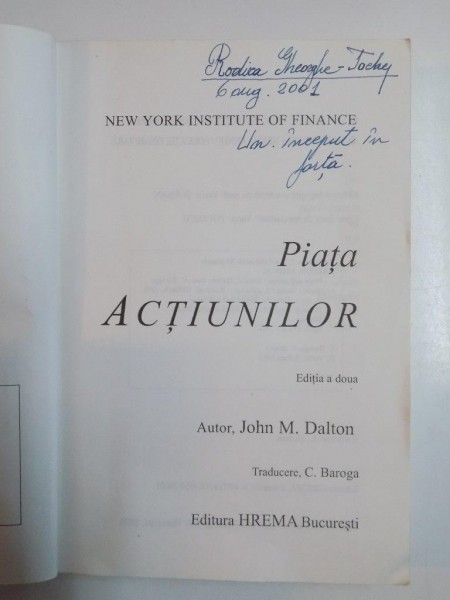 Rodica Gheorghe-
6 aug. 2001
NEW YORK INSTITUTE OF FINANCE
Un. început în
forță.
Piața
ACȚIUNILOR
Ediția a doua
Autor, John M. Dalton
Traducere, C. Baroga
Editura HREMA București